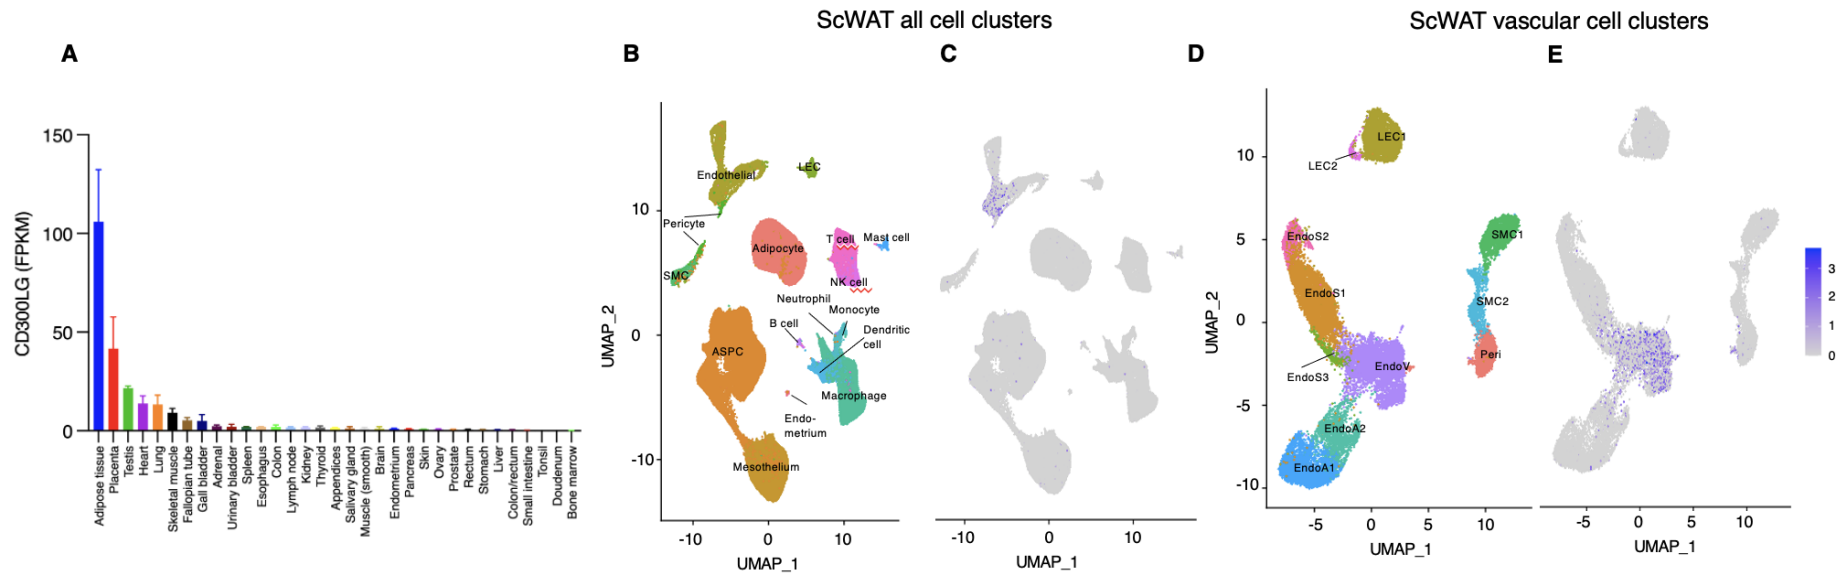 ScWAT all cell clusters
ScWAT vascular cell clusters
A
B
C
D
E
CD300LG (FPKM)
150
100
50
0
Adipose tissue
Placenta
Testis
Heart
Lung
Skeletal muscle
Fallopian tube
Gall bladder
Adrenal
Urinary bladder
Spleen
Esophagus
Colon
Lymph node
Kidney
Thyroid
Appendices
Salivary gland
Muscle (smooth)
Brain
Endometrium
Pancreas
Skin
Ovary
Prostate
Rectum
Stomach
Liver
Colon/rectum
Small intestine
Tonsil
Doudenum
Bone marrow
UMAP_2
10
0
-10
-10
0
10
UMAP_1
Endothelial
LEC
Pericyte
SMC
Adipocyte
T cell
Mast cell
NK cell
Neutrophil
Monocyte
B cell
Dendritic
cell
ASPC
Macrophage
Endo-
metrium
Mesothelium
-10
0
10
UMAP_1
UMAP_2
10
5
0
-5
-10
-5
0
5
10
UMAP_1
LEC1
LEC2
EndoS2
SMC1
EndoS1
SMC2
Peri
EndoS3
EndoV
EndoA2
EndoA1
-5
0
5
10
UMAP_1
3
2
1
0